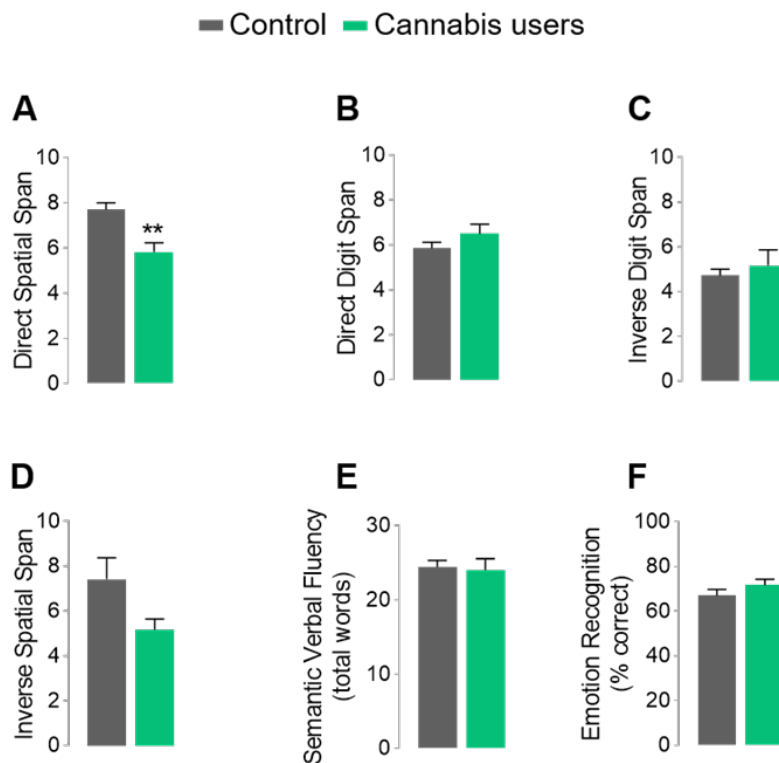 Control Cannabis users
A
Direct Spatial Span
10
8
6
4
2
0
**
B
Direct Digit Span
10
8
6
4
2
0
C
Inverse Digit Span
10
8
6
4
2
0
D
Inverse Spatial Span
10
8
6
4
2
0
E
Semantic Verbal Fluency
(total words)
30
20
10
0
F
Emotion Recognition
(% correct)
100
80
60
40
20
0